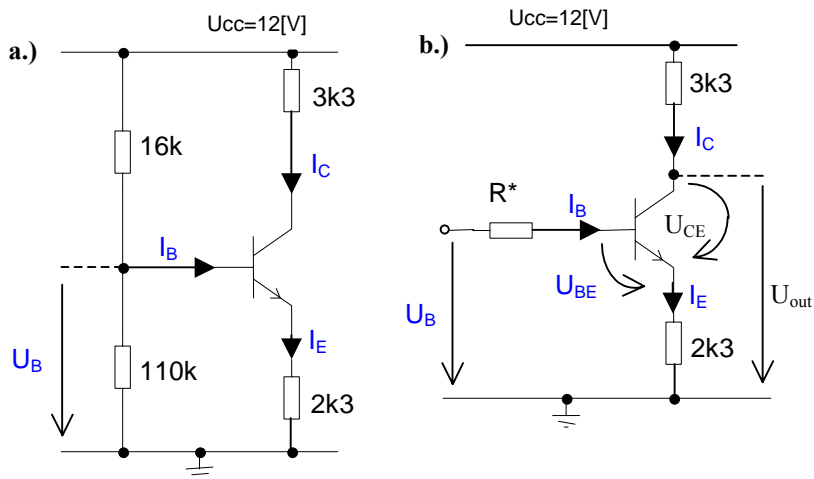 Ucc=12[V]
a.)
3k3
16k
I_C
I_B
U_B
I_E
110k
2k3
Ucc=12[V]
b.)
3k3
I_C
R*
I_B
U_CE
U_BE
I_E
U_out
U_B
2k3